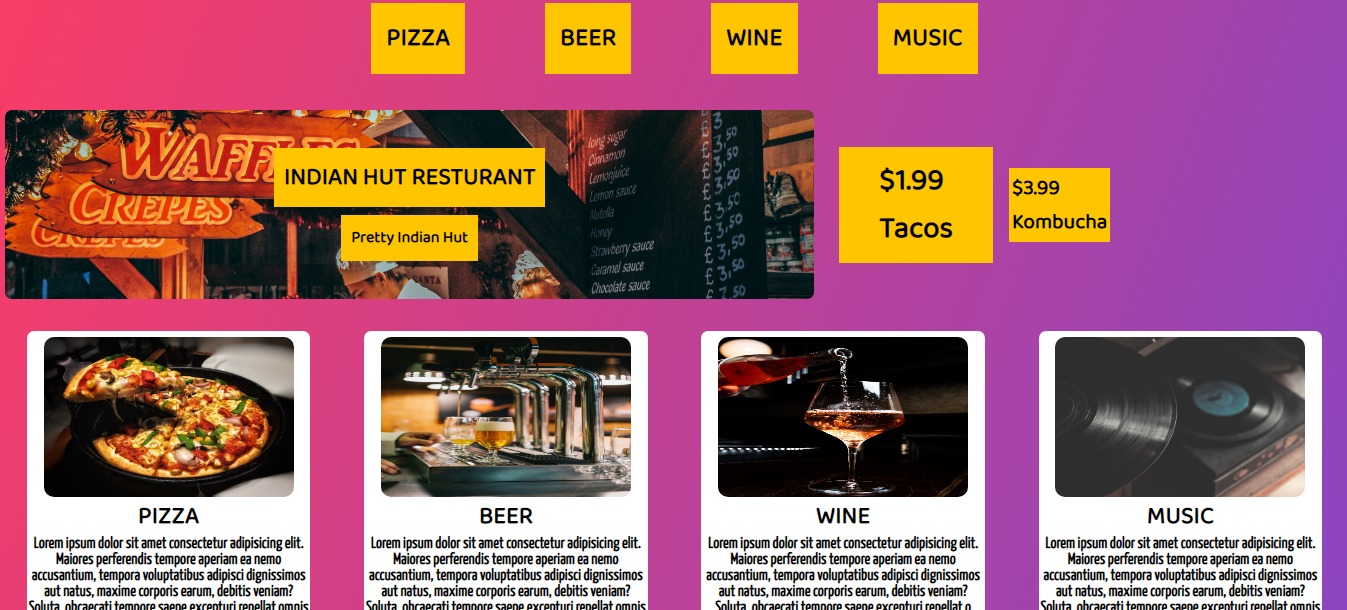 PIZZA
BEER
WINE
MUSIC
WAFFLES
CREPES
CREPES
INDIAN HUT RESTURANT
Pretty Indian Hut
Icing sugar
Cinnamon
Lemonjuice
Lemon sauce
Nutella
Honey
Strawberry sauce
Caramel sauce
Chocolate sauce
3,50
3,50
3,50
3,50
3,50
7,50
$1.99
Tacos
$3.99
Kombucha
PIZZA
Lorem ipsum dolor sit amet consectetur adipisicing elit.
Maiores perferendis tempore aperiam ea nemo
accusantium, tempora voluptatibus adipisci dignissimos
aut natus, maxime corporis earum, debitis veniam?
Soluta, obcaecati tempore saepe excepturi repellat omnis
BEER
Lorem ipsum dolor sit amet consectetur adipisicing elit.
Maiores perferendis tempore aperiam ea nemo
accusantium, tempora voluptatibus adipisci dignissimos
aut natus, maxime corporis earum, debitis veniam?
Soluta, obcaecati tempore saepe excepturi repellat omnis
WINE
Lorem ipsum dolor sit amet consectetur adipisicing elit.
Maiores perferendis tempore aperiam ea nemo
accusantium, tempora voluptatibus adipisci dignissimos
aut natus, maxime corporis earum, debitis veniam?
Soluta, obcaecati tempore saepe excepturi repellat o
MUSIC
Lorem ipsum dolor sit amet consectetur adipisicing elit.
Maiores perferendis tempore aperiam ea nemo
accusantium, tempora voluptatibus adipisci dignissimos
aut natus, maxime corporis earum, debitis veniam?
Soluta, obcaecati tempore saepe excepturi repellat omnis